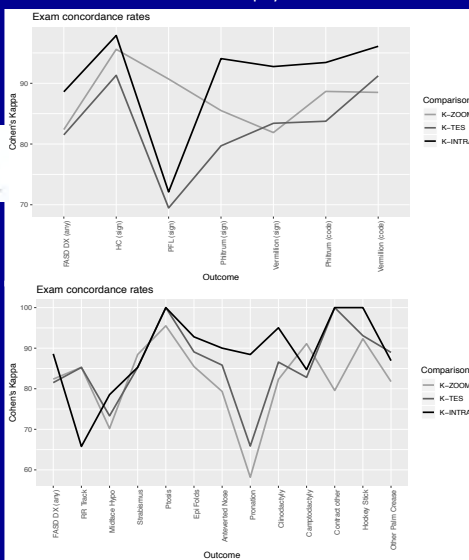 Exam concordance rates
Cohen's Kappa
90
80
70
FASD DX (any)
HC (sign)
PFL (sign)
Philtrum (sign)
Vermillion (sign)
Philtrum (code)
Vermillion (code)
Outcome
Comparison
K-ZOOM
K-TES
K-INTRA
Exam concordance rates
Cohen's Kappa
100
90
80
70
60
FASD DX (any)
RR Track
Midface Hypo
Strabismus
Ptosis
Epi Folds
Anteverted Nose
Pronation
Clinodactyly
Camptodactyly
Contract other
Hockey Stick
Other Palm Crease
Outcome
Comparison
K-ZOOM
K-TES
K-INTRA